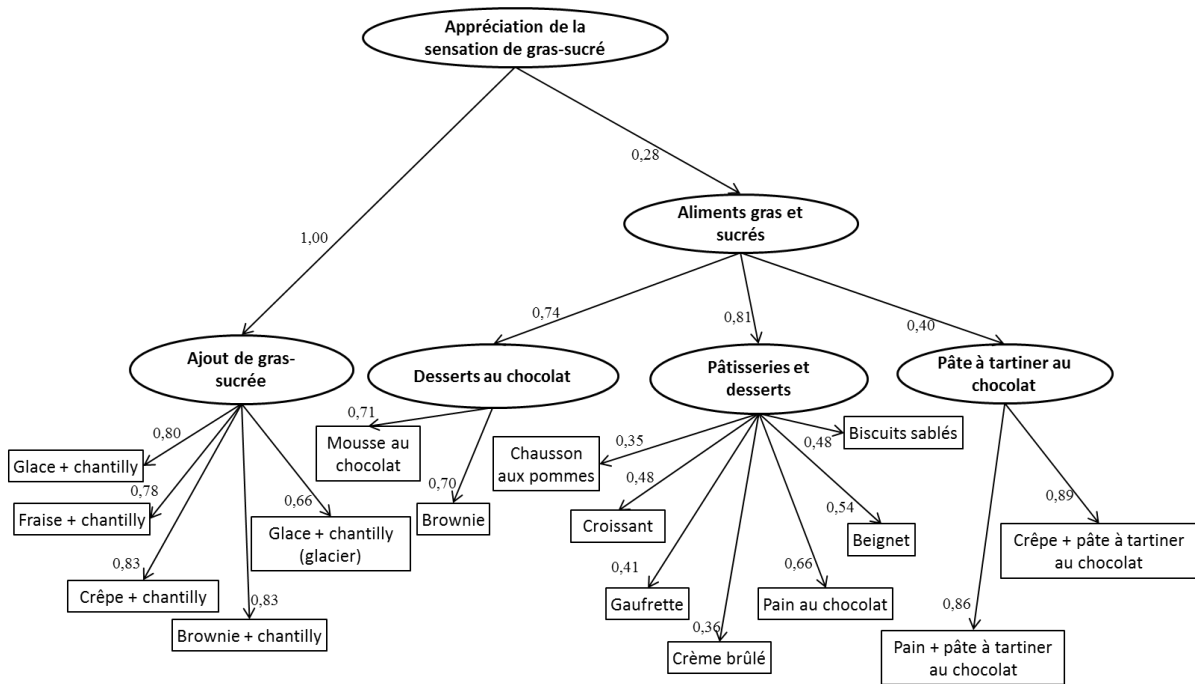 Appréciation de la
sensation de gras-sucré
0,28
Aliments gras et
sucrés
1,00
0,74
0,81
0,40
Ajout de gras-
sucrée
Desserts au chocolat
Pâtisseries et
desserts
Pâte à tartiner au
chocolat
0,80
Glace + chantilly
0,78
Fraise + chantilly
0,83
Crêpe + chantilly
0,83
Brownie + chantilly
0,66
Glace + chantilly
(glacier)
0,71
Mousse au
chocolat
0,70
Brownie
0,35
Chausson
aux pommes
0,48
Croissant
0,41
Gaufrette
0,36
Crème brûlé
0,66
Pain au chocolat
0,54
Beignet
0,48
Biscuits sablés
0,89
Crêpe + pâte à tartiner
au chocolat
0,86
Pain + pâte à tartiner
au chocolat